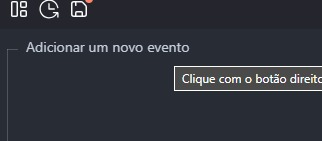 Adicionar um novo evento
Clique com o botão direito